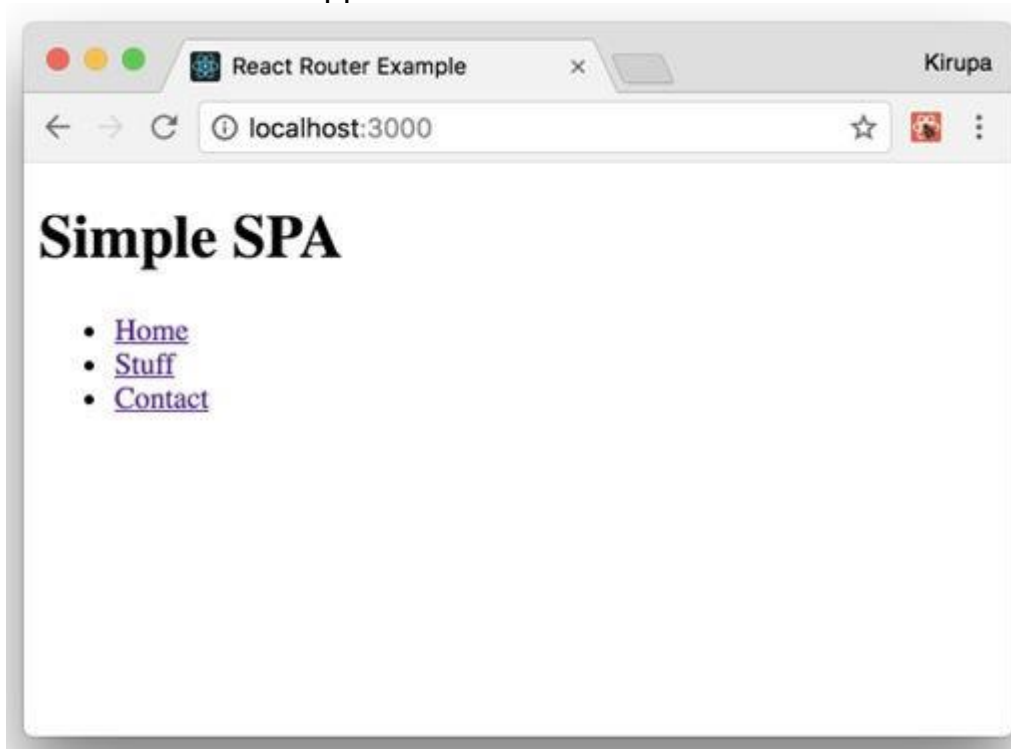 React Router Example
Kirupa
localhost:3000
Simple SPA
Home
Stuff
Contact